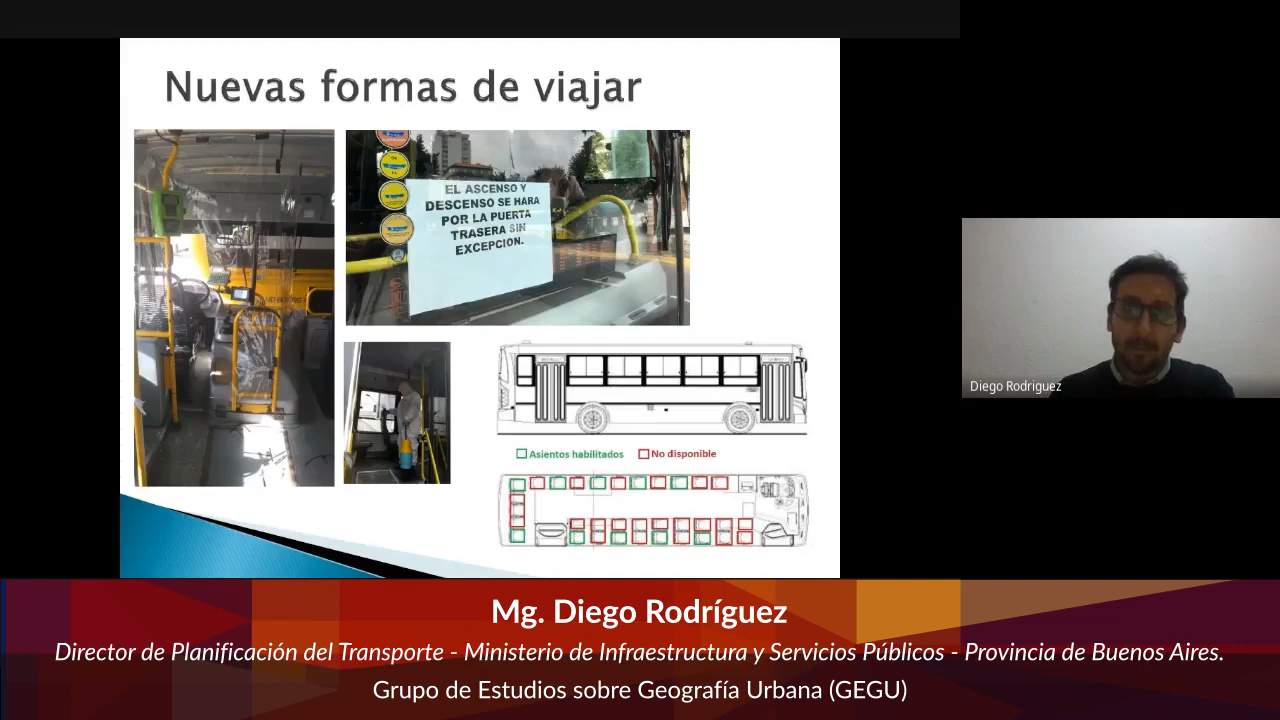 Nuevas formas de viajar
EL ASCENSO Y
DESCENSO SE HARA
POR LA PUERTA
TRASERA SIN
EXCEPCION.
Asientos habilitados
No disponible
Diego Rodriguez
Mg. Diego Rodríguez
Director de Planificación del Transporte - Ministerio de Infraestructura y Servicios Públicos - Provincia de Buenos Aires.
Grupo de Estudios sobre Geografía Urbana (GEGU)